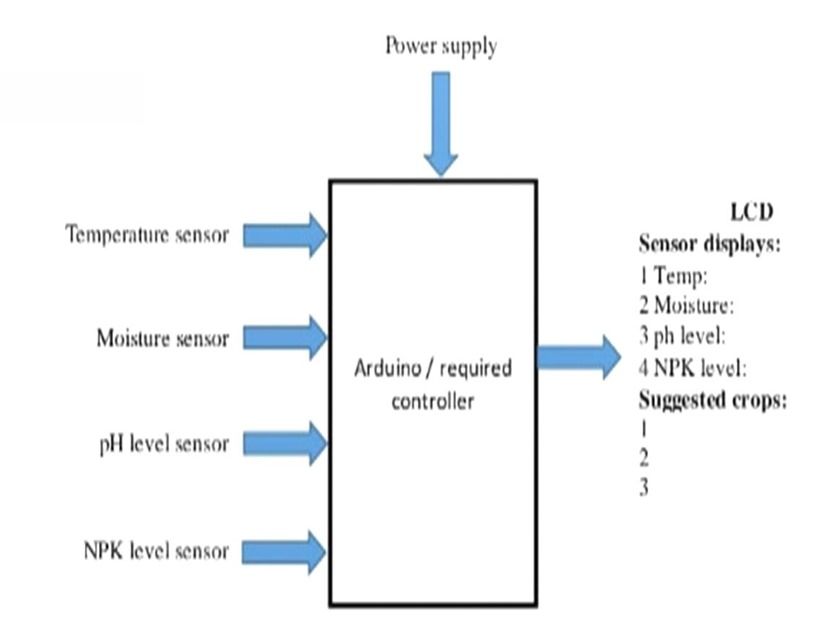 Power supply
Temperature sensor
Moisture sensor
pH level sensor
NPK level sensor
Arduino / required
controller
LCD
Sensor displays:
1 Temp:
2 Moisture:
3 ph level:
4 NPK level:
Suggested crops:
1
2
3